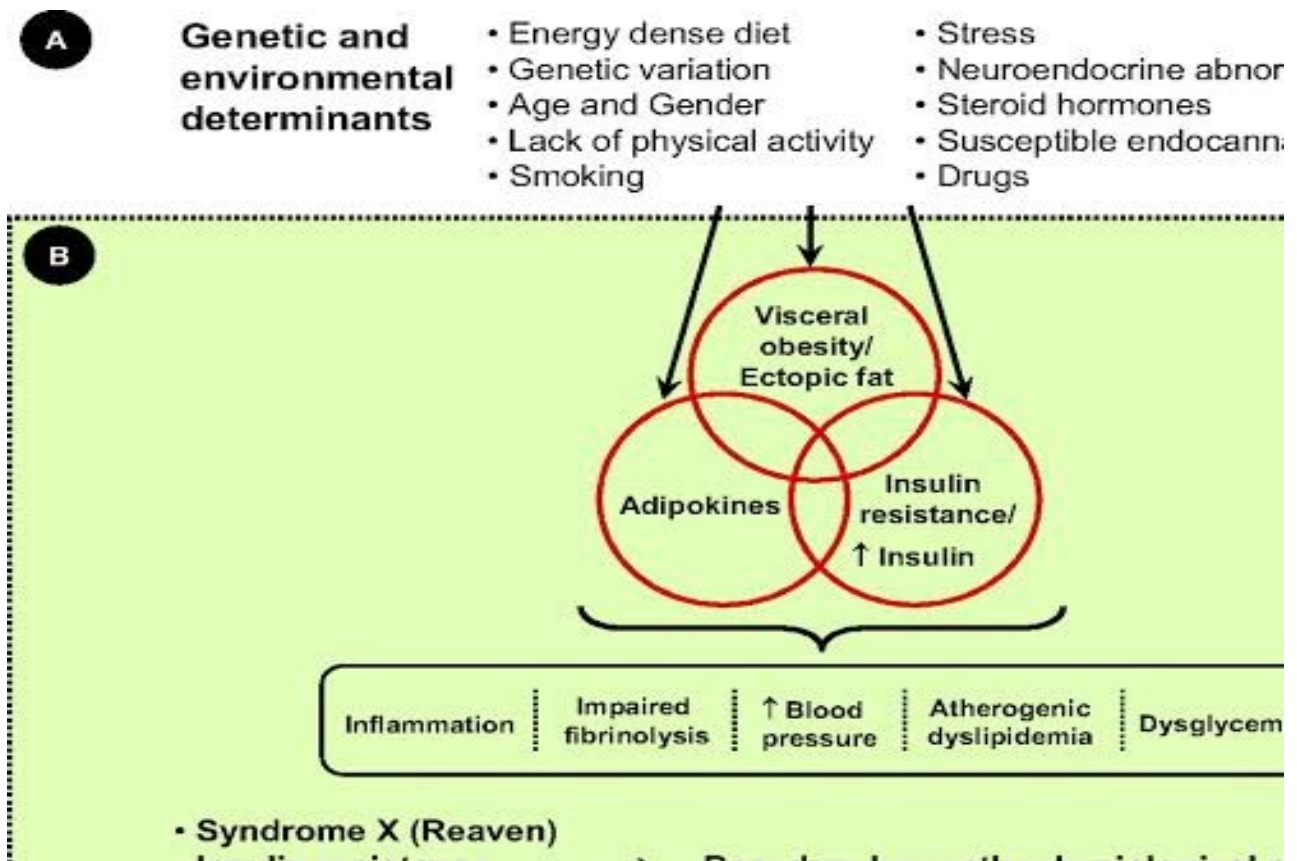 A
Genetic and
environmental
determinants
• Energy dense diet
• Genetic variation
• Age and Gender
• Lack of physical activity
• Smoking
• Stress
• Neuroendocrine abnor
• Steroid hormones
• Susceptible endocann
• Drugs
B
Visceral
obesity/
Ectopic fat
Adipokines
Insulin
resistance/
↑ Insulin
Inflammation
Impaired
fibrinolysis
↑ Blood
pressure
Atherogenic
dyslipidemia
Dysglycem
• Syndrome X (Reaven)